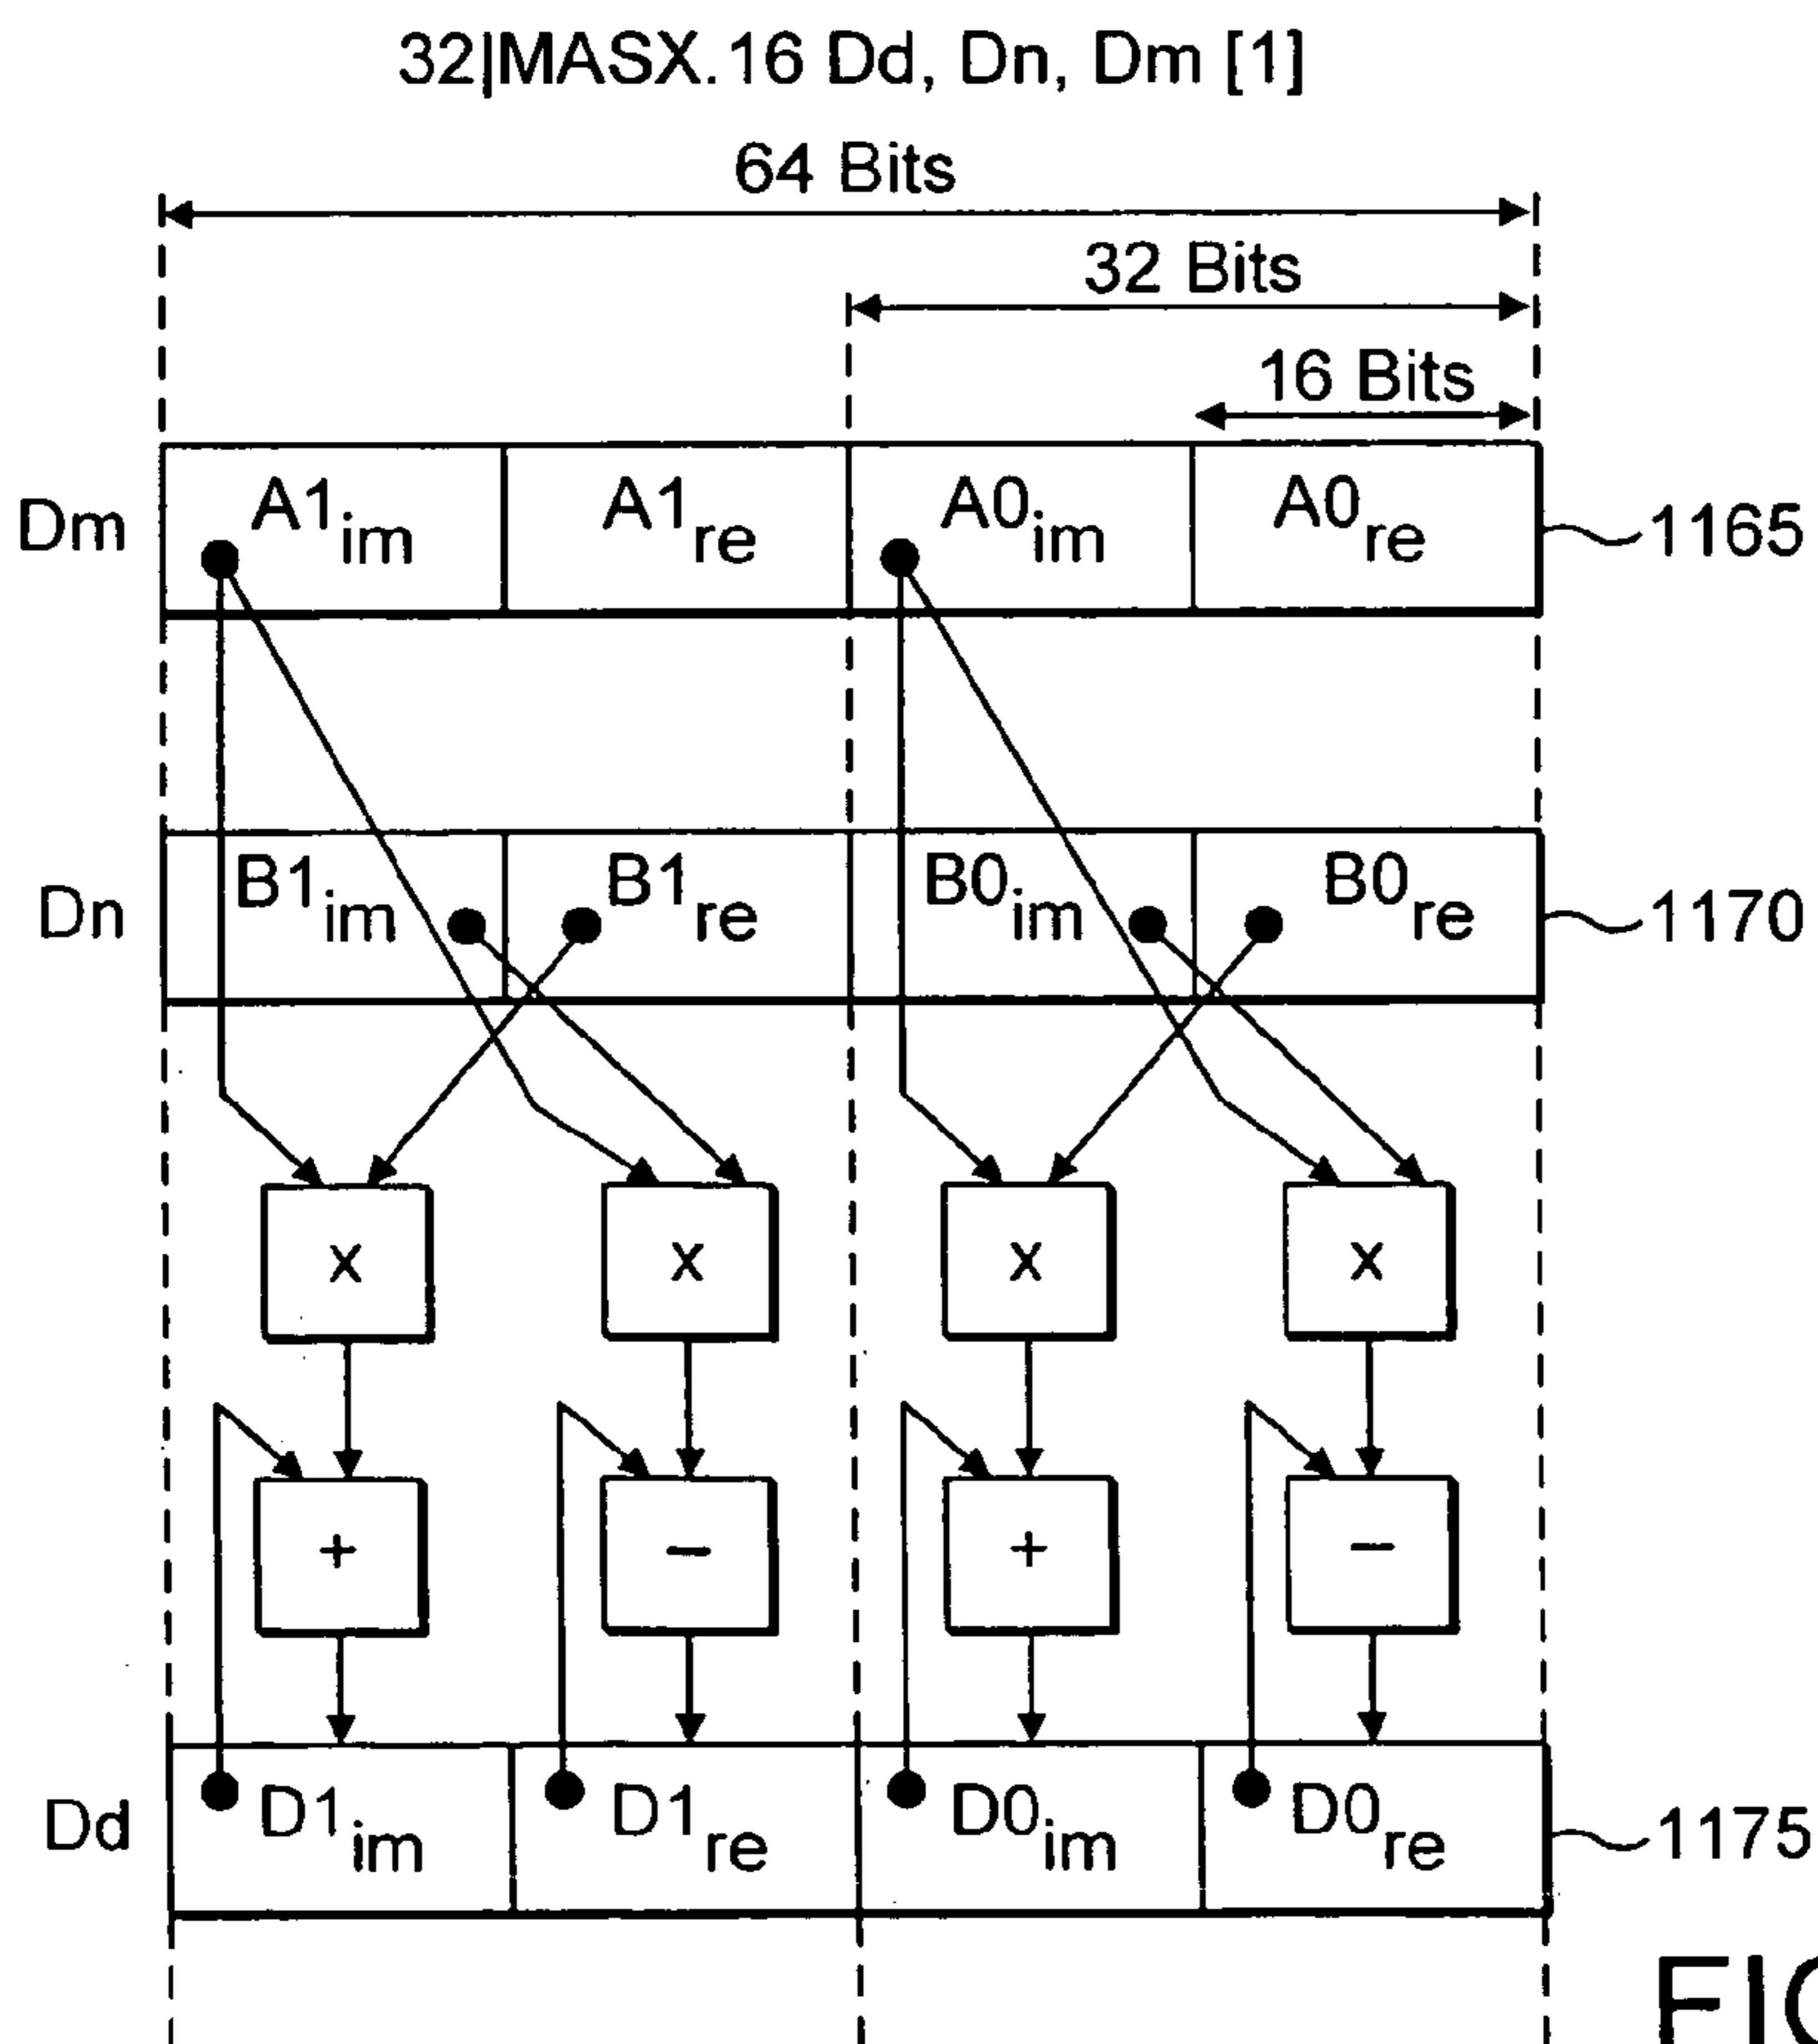 32|MASX.16 Dd, Dn, Dm [1]
64 Bits
32 Bits
16 Bits
Dm A1im A1re A0im A0re 1165
Dn B1im B1re B0im B0re 1170
x x x x
+ − + −
Dd D1im D1re D0im D0re 1175